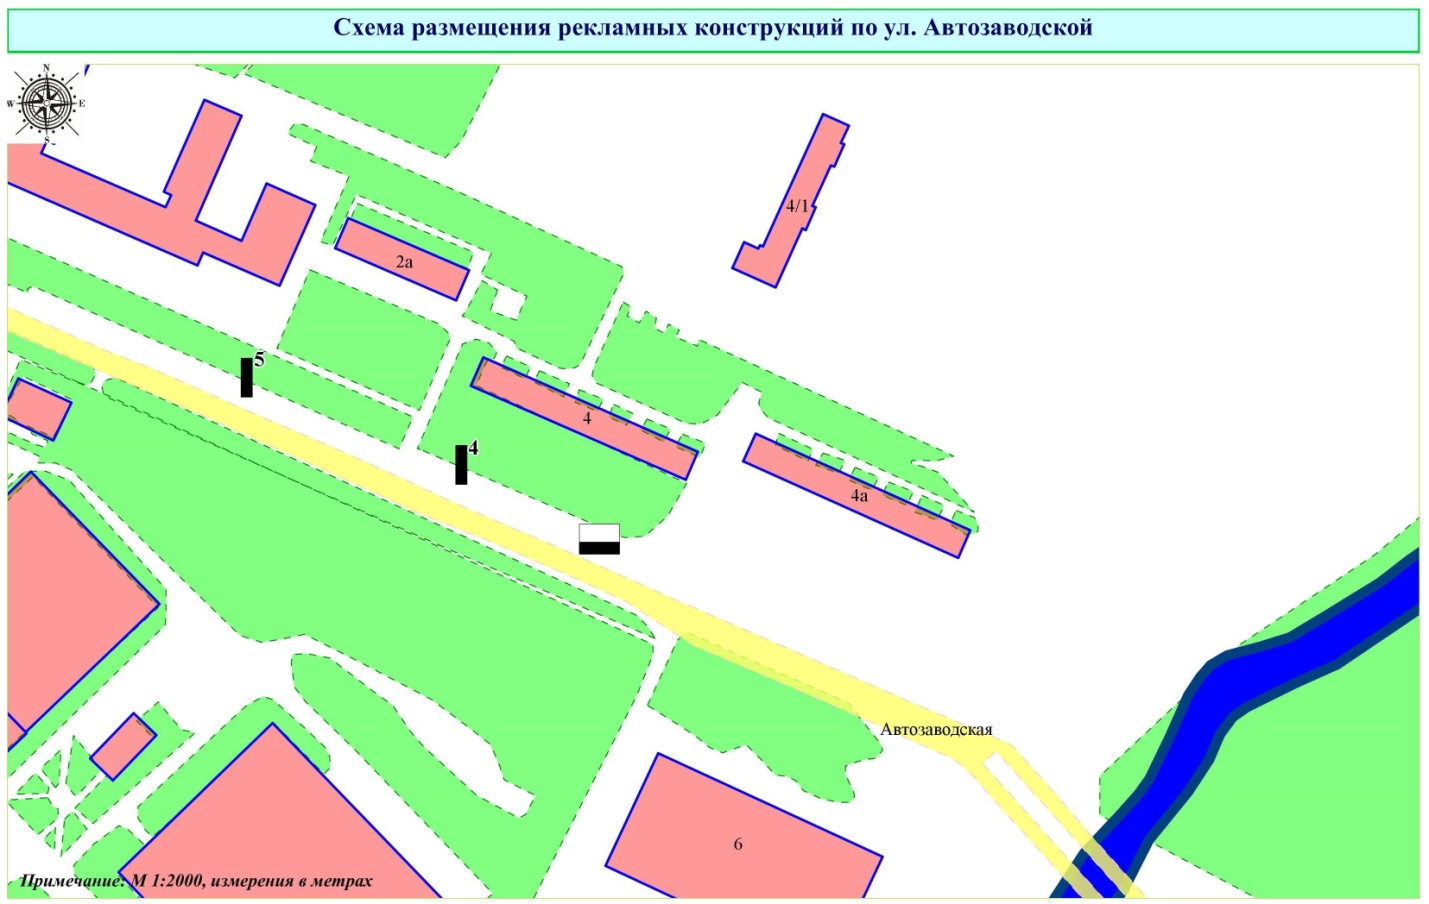 Схема размещения рекламных конструкций по ул. Автозаводской
N
W
E
S
4/1
2а
5
4
4
4а
Автозаводская
6
Примечание: М 1:2000, измерения в метрах